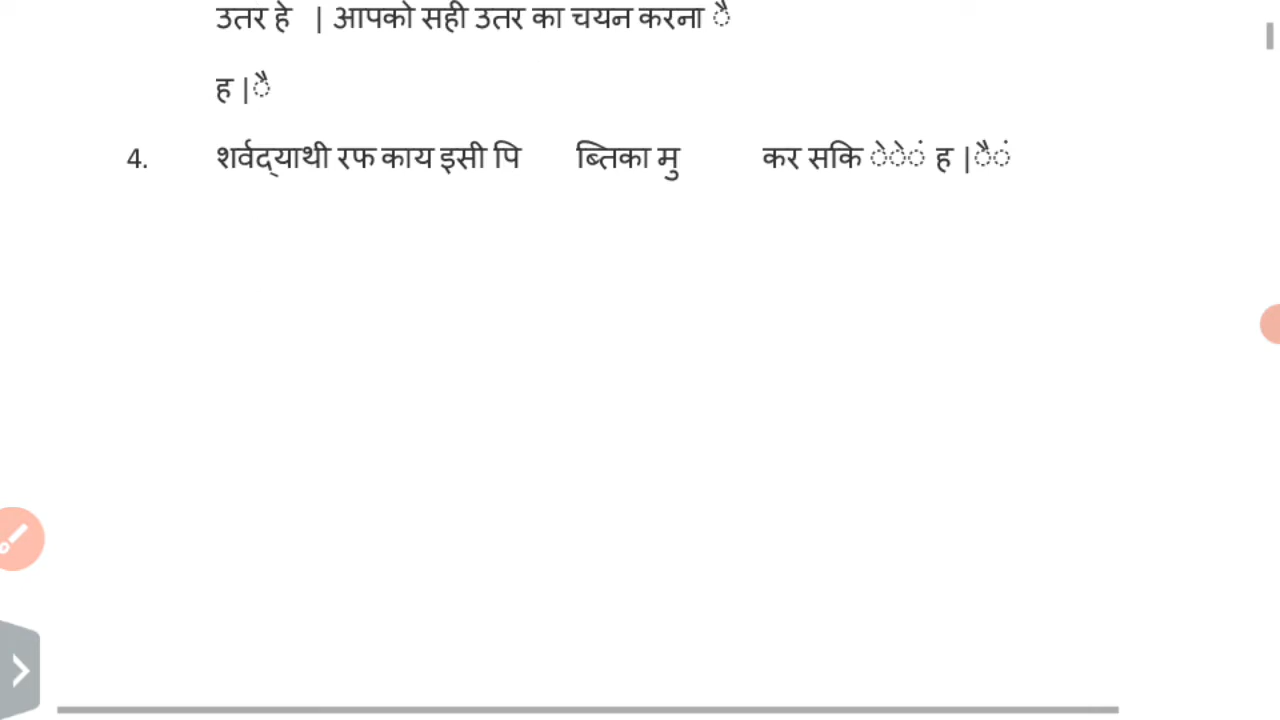 उतर हे | आपको सही उतर का चयन करना ै
ह |ै
4. शर्वद्‌याथी रफ काय इसी पि ब्तिका मु कर सकि ेें ह |ैं